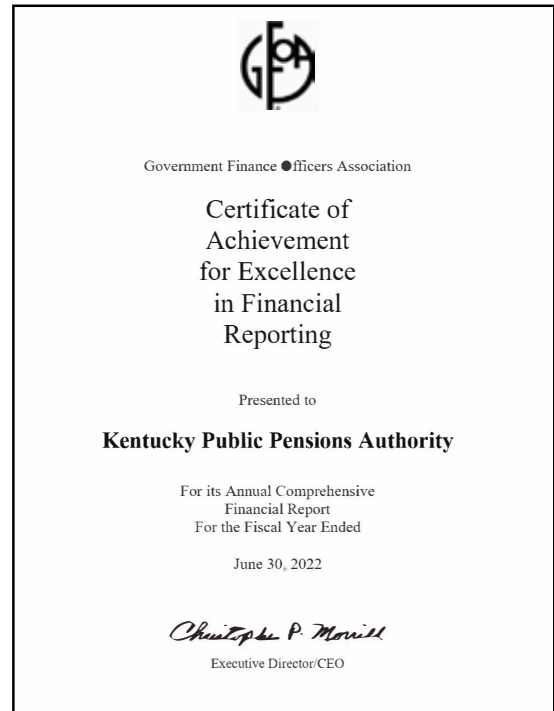 GFOA
Government Finance Officers Association
Certificate of
Achievement
for Excellence
in Financial
Reporting
Presented to
Kentucky Public Pensions Authority
For its Annual Comprehensive
Financial Report
For the Fiscal Year Ended
June 30, 2022
Christopher P. Morrill
Executive Director/CEO